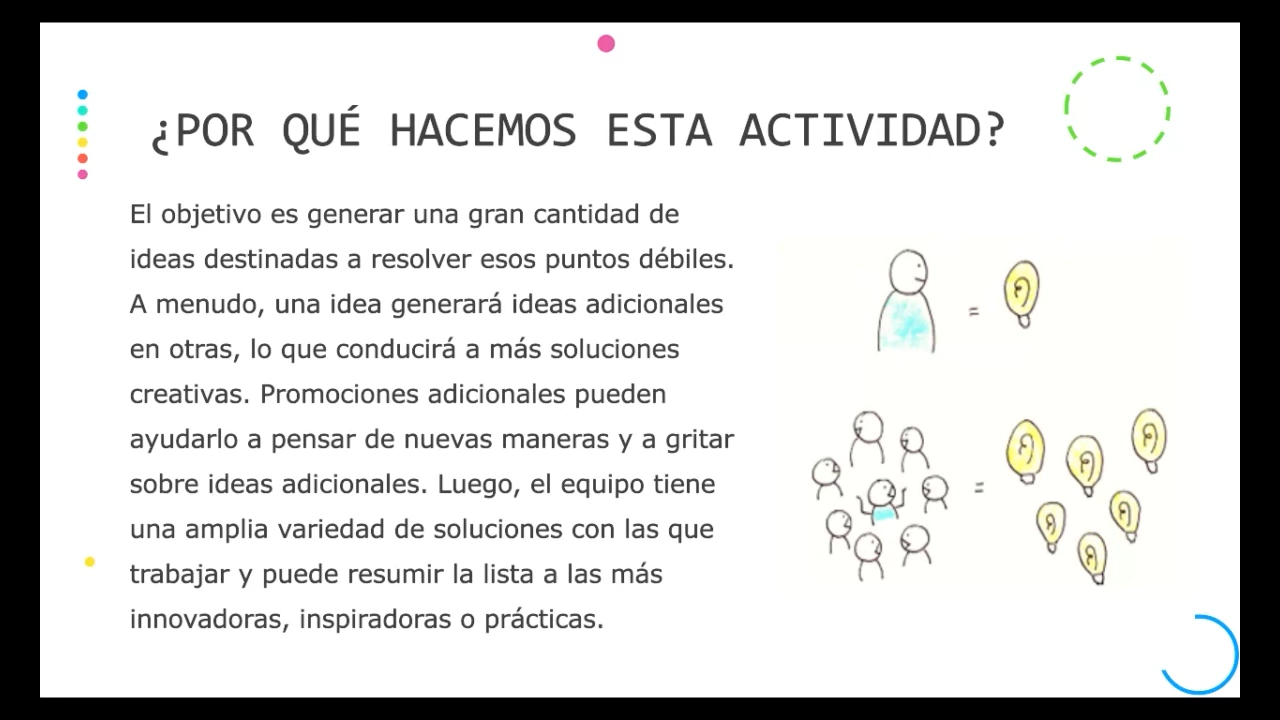 ¿POR QUÉ HACEMOS ESTA ACTIVIDAD?
El objetivo es generar una gran cantidad de
ideas destinadas a resolver esos puntos débiles.
A menudo, una idea generará ideas adicionales
en otras, lo que conducirá a más soluciones
creativas. Promociones adicionales pueden
ayudarlo a pensar de nuevas maneras y a gritar
sobre ideas adicionales. Luego, el equipo tiene
una amplia variedad de soluciones con las que
trabajar y puede resumir la lista a las más
innovadoras, inspiradoras o prácticas.
=
=